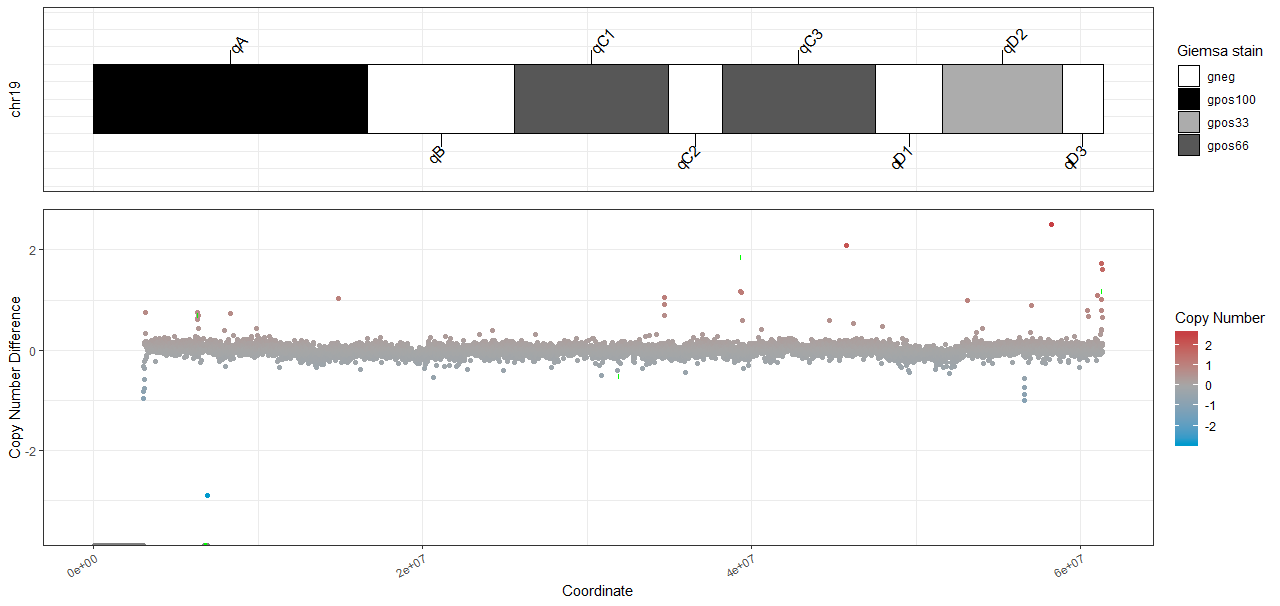 chr19
qA
qC1
qC3
qD2
qB
qC2
qD1
qD3
Giemsa stain
gneg
gpos100
gpos33
gpos66
Copy Number Difference
2
0
-2
0e+00
2e+07
4e+07
6e+07
Coordinate
Copy Number
2
1
0
-1
-2